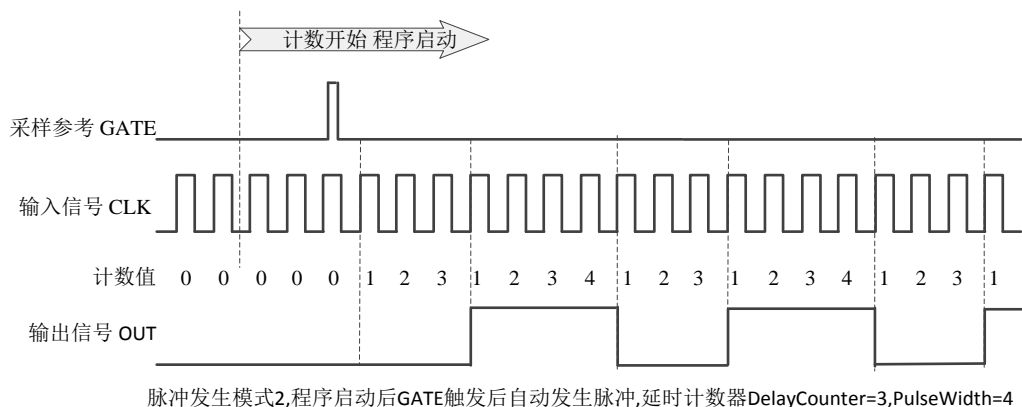 计数开始 程序启动
采样参考 GATE
输入信号 CLK
计数值 0 0 0 0 0 1 2 3 1 2 3 4 1 2 3 1 2 3 4 1 2 3 1
输出信号 OUT
脉冲发生模式2,程序启动后GATE触发后自动发生脉冲,延时计数器DelayCounter=3,PulseWidth=4